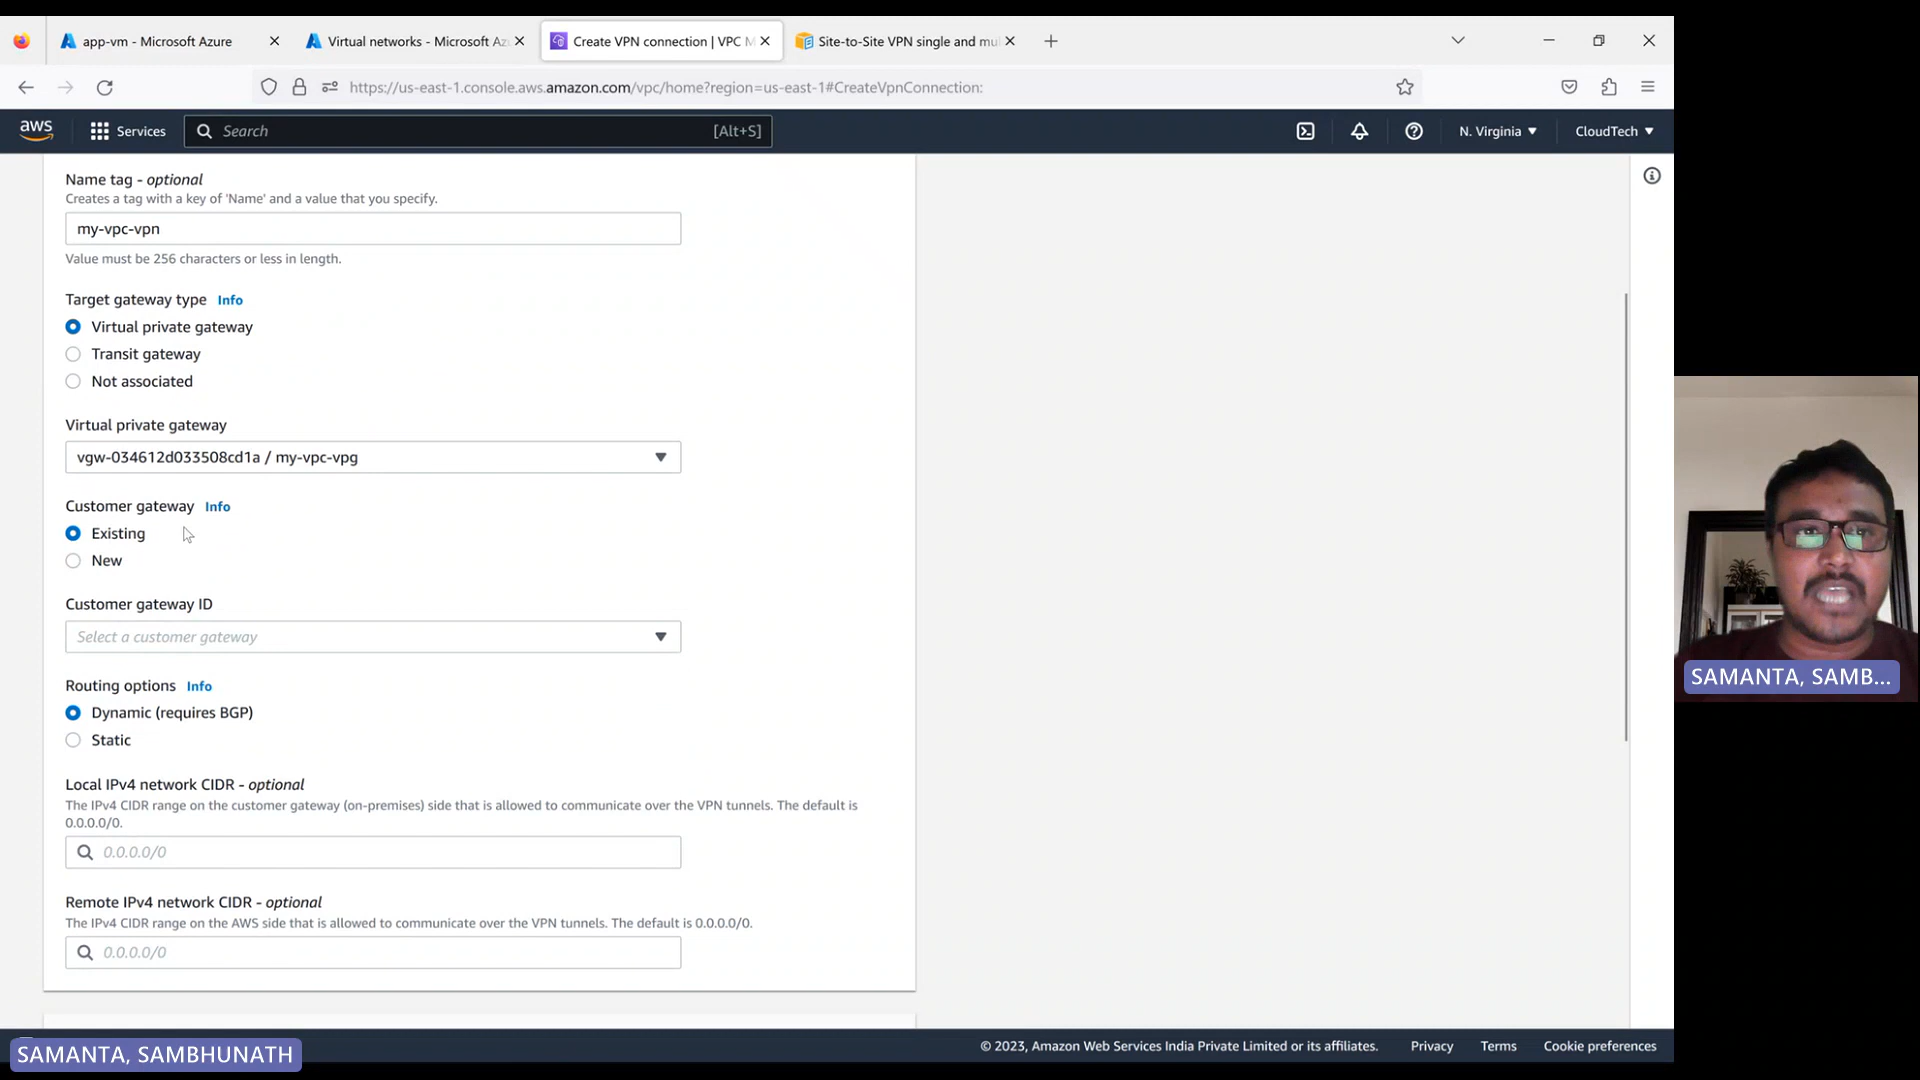 app-vm - Microsoft Azure
Virtual networks - Microsoft Az
Create VPN connection | VPC M
Site-to-Site VPN single and mul
https://us-east-1.console.aws.amazon.com/vpc/home?region=us-east-1#CreateVpnConnection:
aws
Services
Search
[Alt+S]
N. Virginia
CloudTech
Name tag - optional
Creates a tag with a key of 'Name' and a value that you specify.
my-vpc-vpn
Value must be 256 characters or less in length.
Target gateway type Info
Virtual private gateway
Transit gateway
Not associated
Virtual private gateway
vgw-034612d033508cd1a / my-vpc-vpg
Customer gateway Info
Existing
New
Customer gateway ID
Select a customer gateway
Routing options Info
Dynamic (requires BGP)
Static
Local IPv4 network CIDR - optional
The IPv4 CIDR range on the customer gateway (on-premises) side that is allowed to communicate over the VPN tunnels. The default is
0.0.0.0/0.
0.0.0.0/0
Remote IPv4 network CIDR - optional
The IPv4 CIDR range on the AWS side that is allowed to communicate over the VPN tunnels. The default is 0.0.0.0/0.
0.0.0.0/0
© 2023, Amazon Web Services India Private Limited or its affiliates.
Privacy
Terms
Cookie preferences
SAMANTA, SAMB...
SAMANTA, SAMBHUNATH